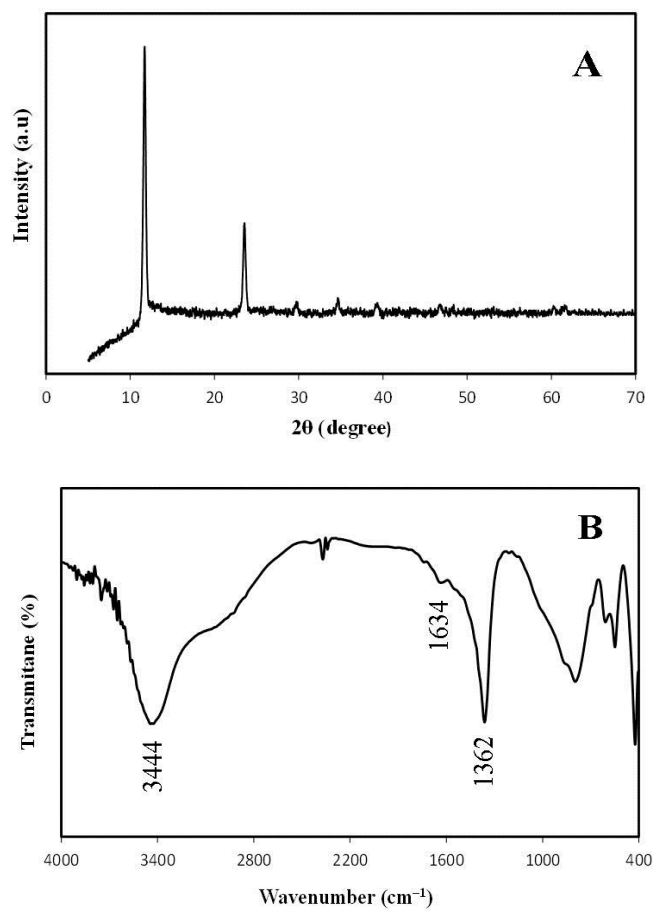 A
Intensity (a.u)
0 10 20 30 40 50 60 70
2θ (degree)
B
Transmitane (%)
3444
1634
1362
4000 3400 2800 2200 1600 1000 400
Wavenumber (cm⁻¹)